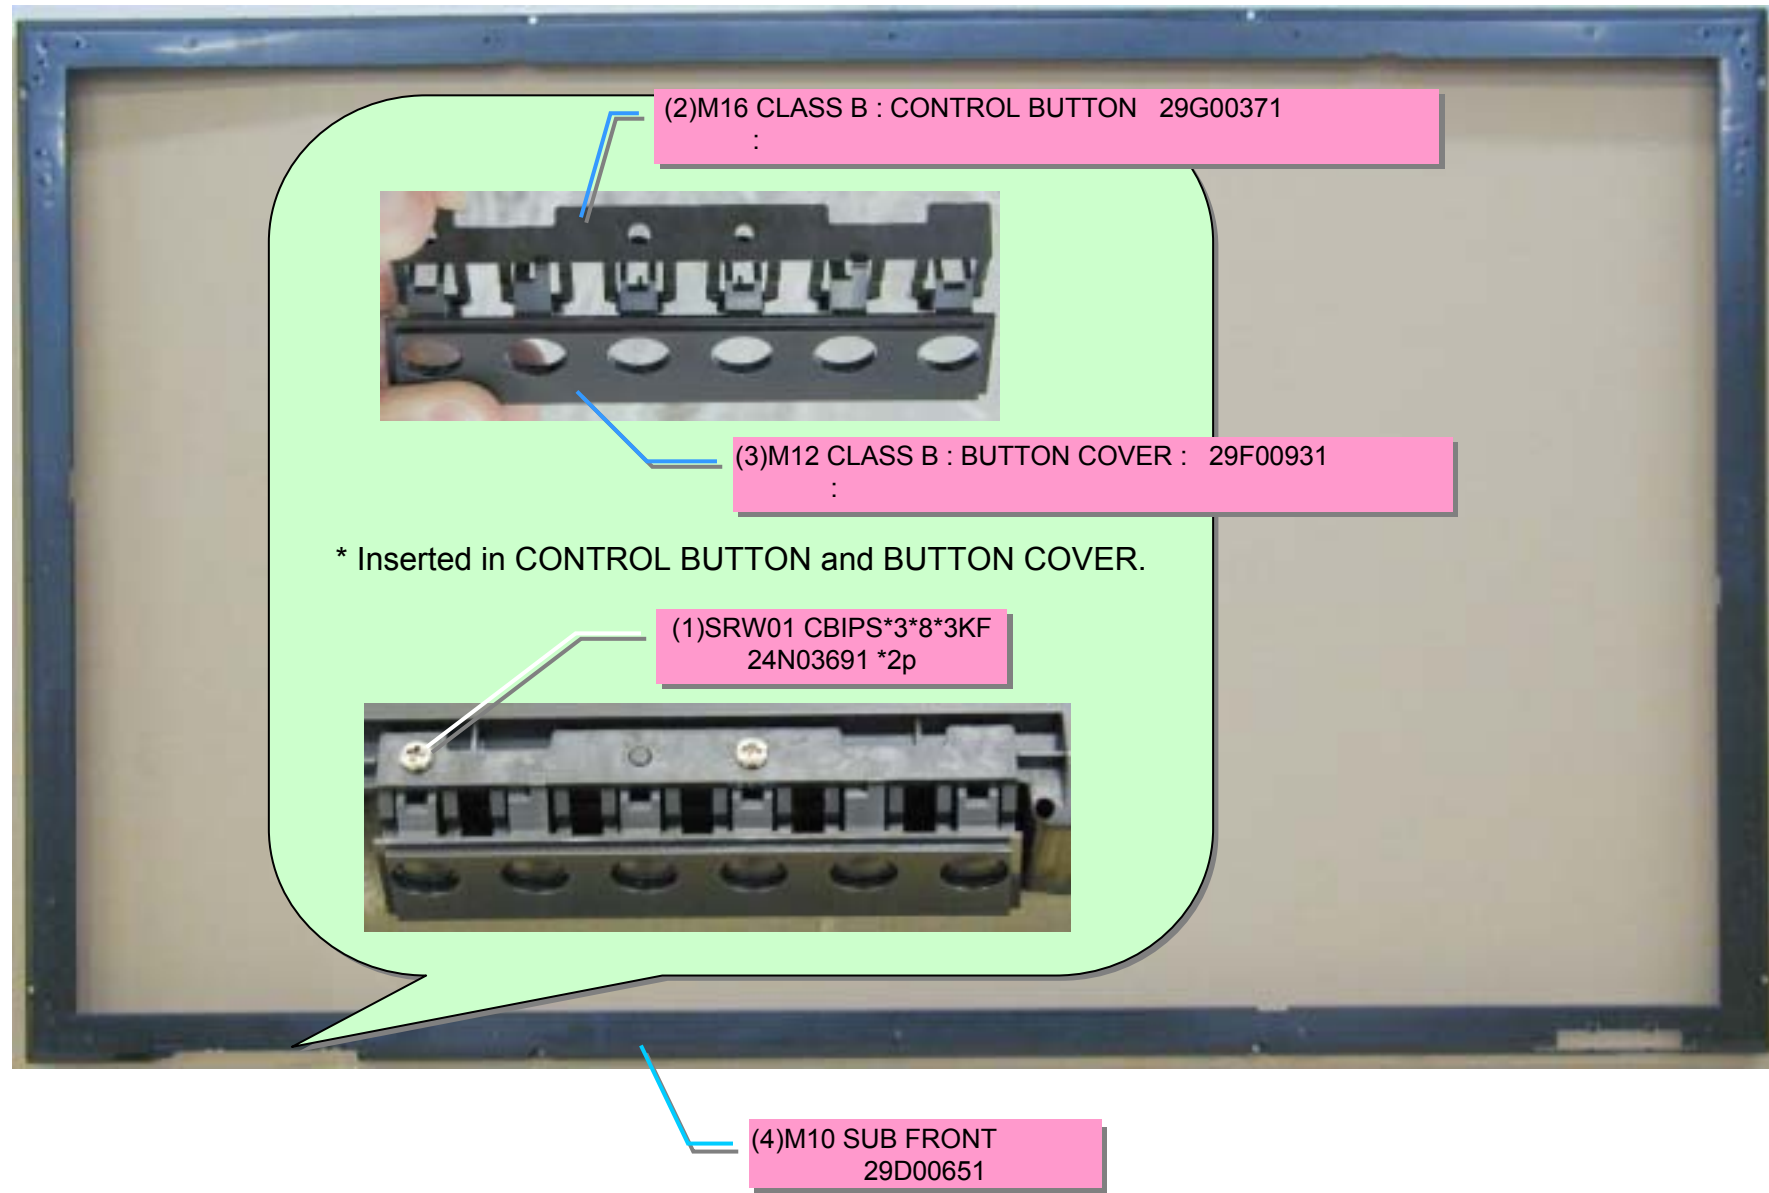 (2)M16 CLASS B : CONTROL BUTTON 29G00371
:
(3)M12 CLASS B : BUTTON COVER : 29F00931
:
* Inserted in CONTROL BUTTON and BUTTON COVER.
(1)SRW01 CBIPS*3*8*3KF
24N03691 *2p
(4)M10 SUB FRONT
29D00651